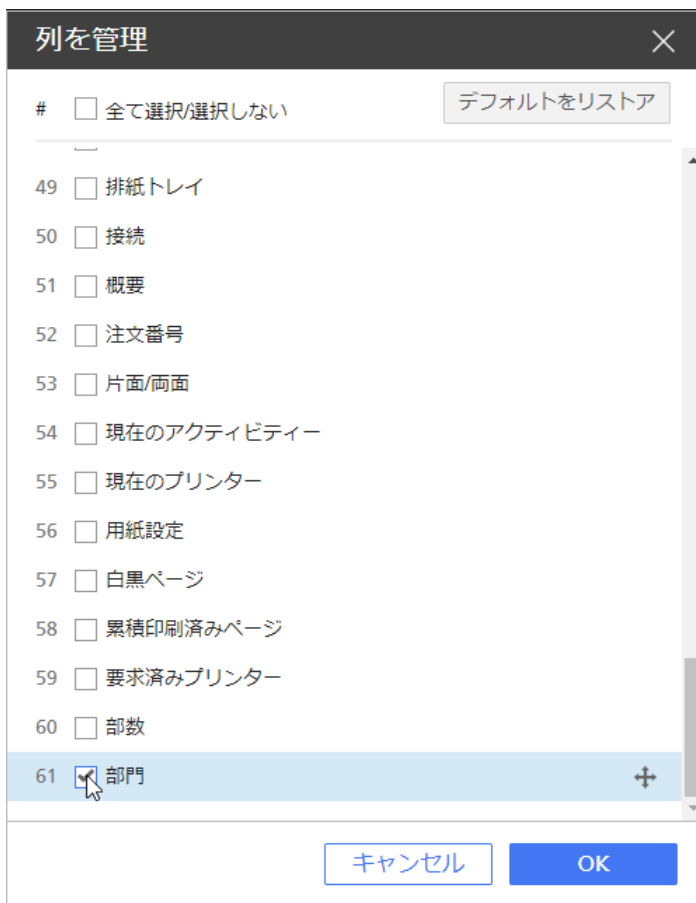 列を管理
# 全て選択/選択しない デフォルトをリストア
49 排紙トレイ
50 接続
51 概要
52 注文番号
53 片面/両面
54 現在のアクティビティー
55 現在のプリンター
56 用紙設定
57 白黒ページ
58 累積印刷済みページ
59 要求済みプリンター
60 部数
61 部門
キャンセル OK